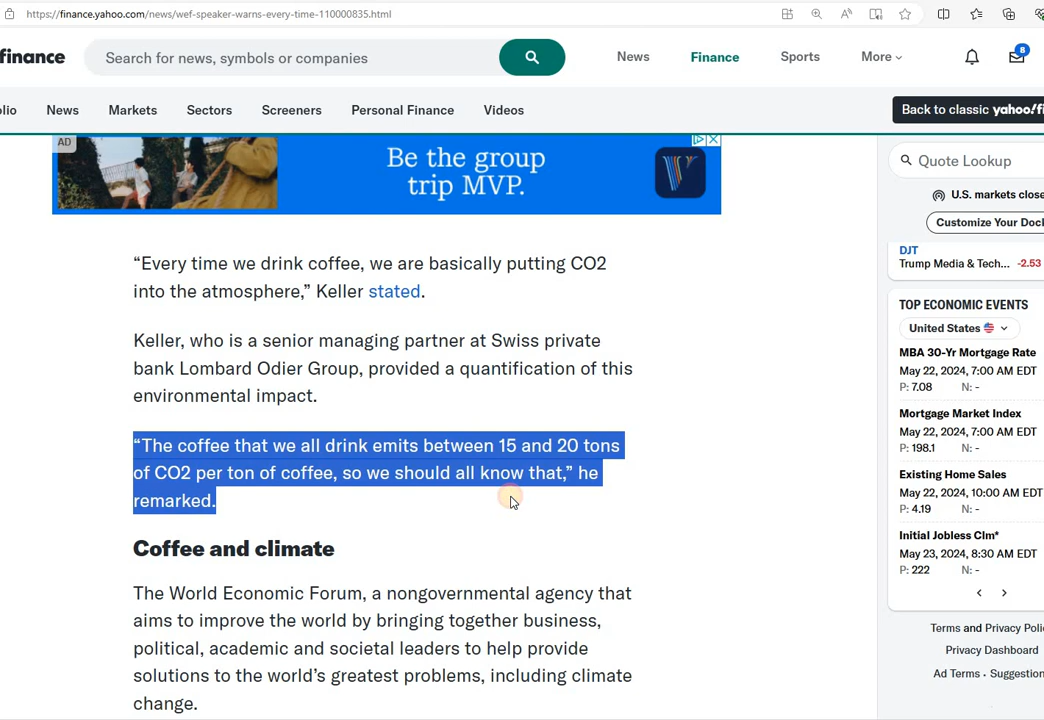 https://finance.yahoo.com/news/wef-speaker-warns-every-time-110000835.html
finance
Search for news, symbols or companies
News
Finance
Sports
More
8
lio
News
Markets
Sectors
Screeners
Personal Finance
Videos
Back to classic yahoo!fi
AD
Be the group
trip MVP.
Quote Lookup
U.S. markets close
Customize Your Doc
DJT
Trump Media & Tech... -2.53
“Every time we drink coffee, we are basically putting CO2
into the atmosphere,” Keller stated.
Keller, who is a senior managing partner at Swiss private
bank Lombard Odier Group, provided a quantification of this
environmental impact.
“The coffee that we all drink emits between 15 and 20 tons
of CO2 per ton of coffee, so we should all know that,” he
remarked.
Coffee and climate
The World Economic Forum, a nongovernmental agency that
aims to improve the world by bringing together business,
political, academic and societal leaders to help provide
solutions to the world’s greatest problems, including climate
change.
TOP ECONOMIC EVENTS
United States
MBA 30-Yr Mortgage Rate
May 22, 2024, 7:00 AM EDT
P: 7.08 N: -
Mortgage Market Index
May 22, 2024, 7:00 AM EDT
P: 198.1 N: -
Existing Home Sales
May 22, 2024, 10:00 AM EDT
P: 4.19 N: -
Initial Jobless Clm*
May 23, 2024, 8:30 AM EDT
P: 222 N: -
Terms and Privacy Poli
Privacy Dashboard
Ad Terms • Suggestion